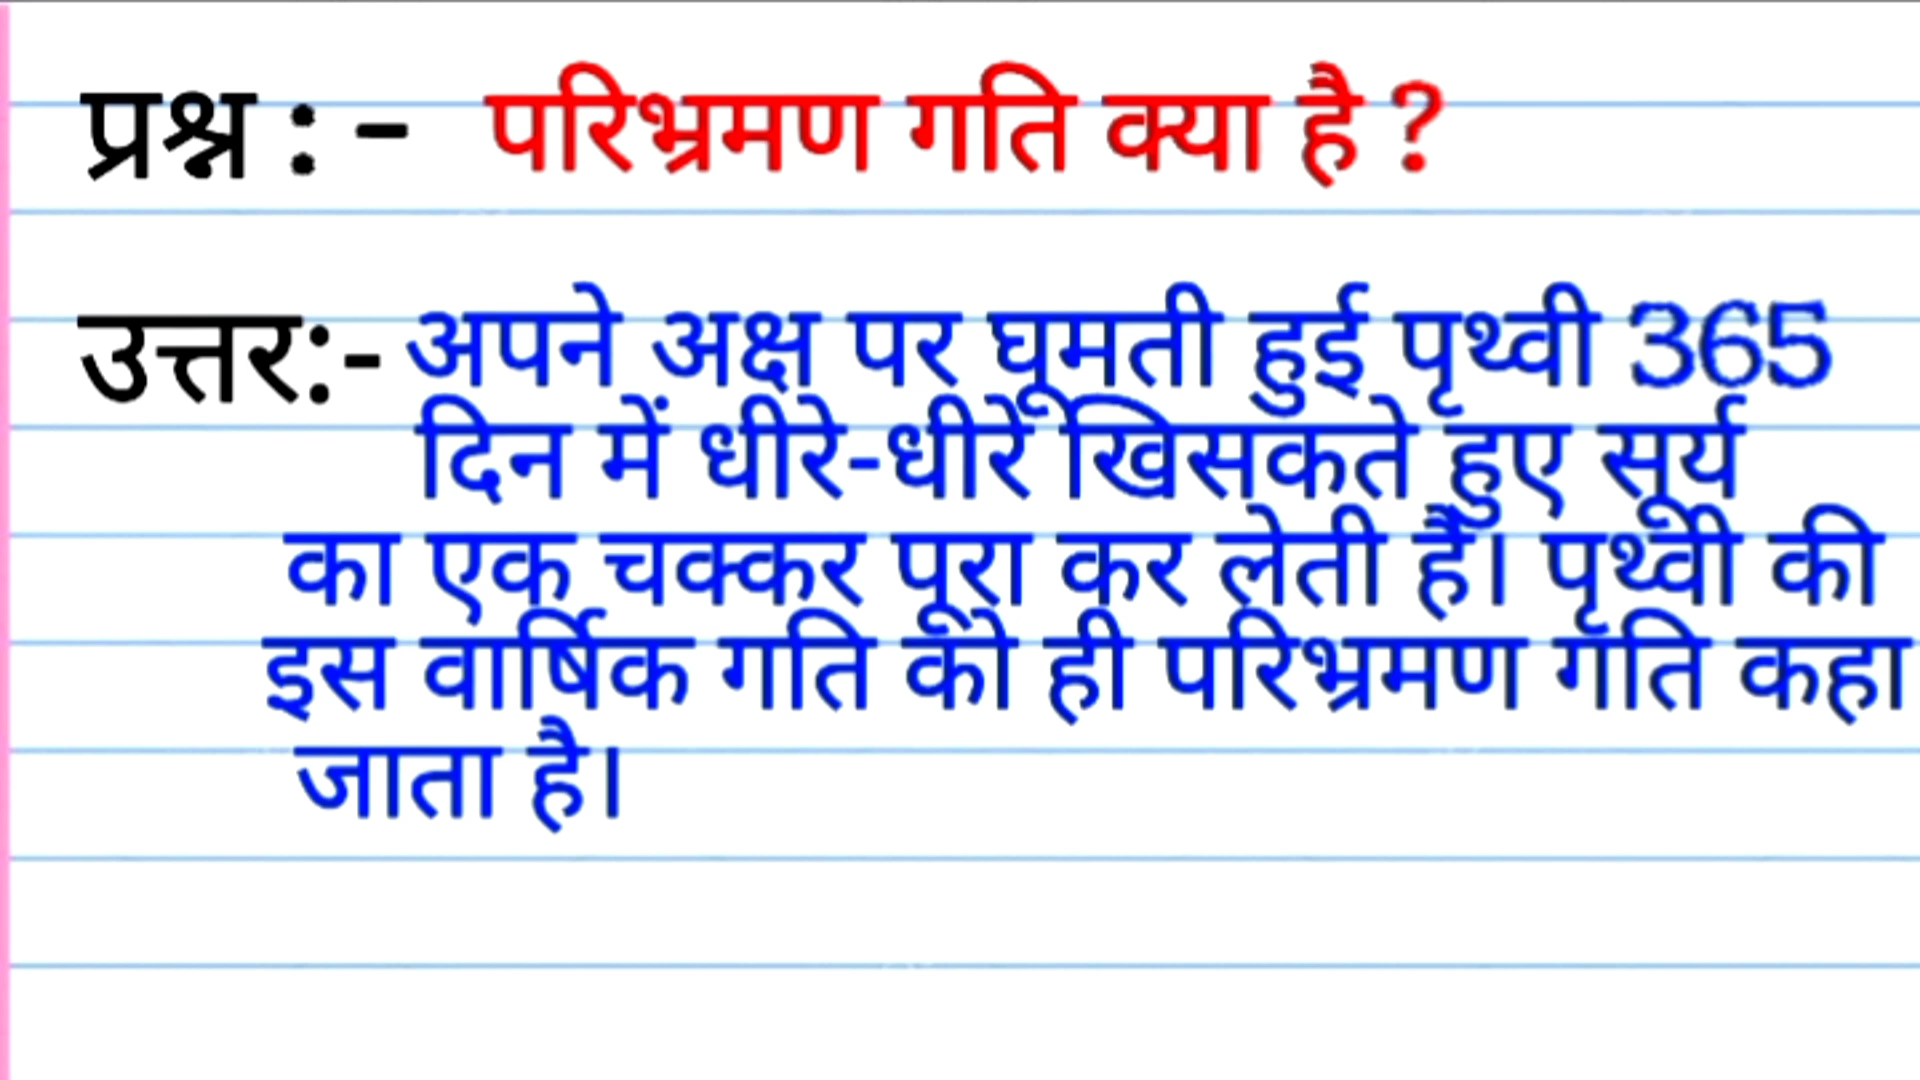 प्रश्न : - परिभ्रमण गति क्या है ?
उत्तर:- अपने अक्ष पर घूमती हुई पृथ्वी 365
दिन में धीरे-धीरे खिसकते हुए सूर्य
का एक चक्कर पूरा कर लेती है। पृथ्वी की
इस वार्षिक गति को ही परिभ्रमण गति कहा
जाता है।